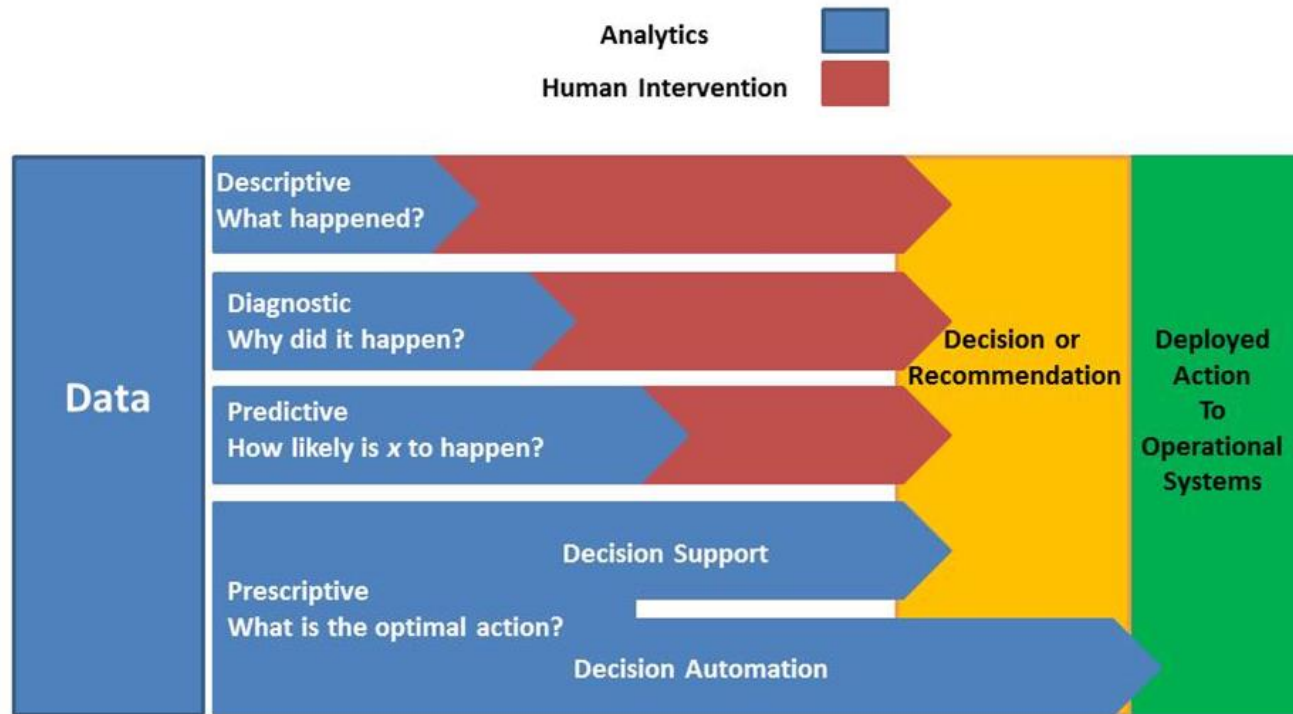 Analytics
Human Intervention
Data
Descriptive
What happened?
Diagnostic
Why did it happen?
Predictive
How likely is x to happen?
Prescriptive
What is the optimal action?
Decision Support
Decision Automation
Decision or
Recommendation
Deployed
Action
To
Operational
Systems